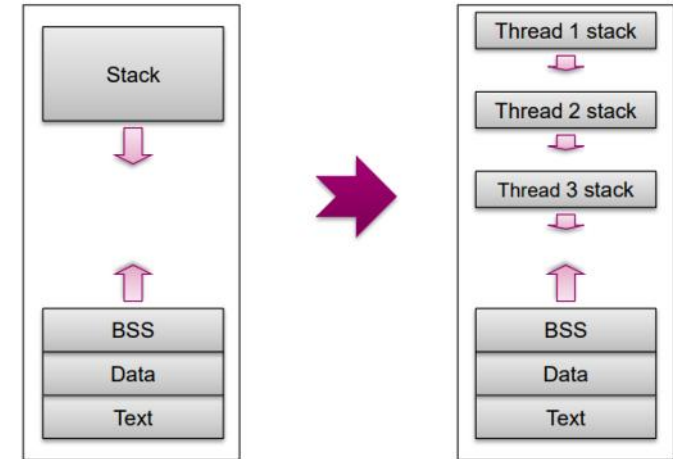 Stack
BSS
Data
Text
Thread 1 stack
Thread 2 stack
Thread 3 stack
BSS
Data
Text